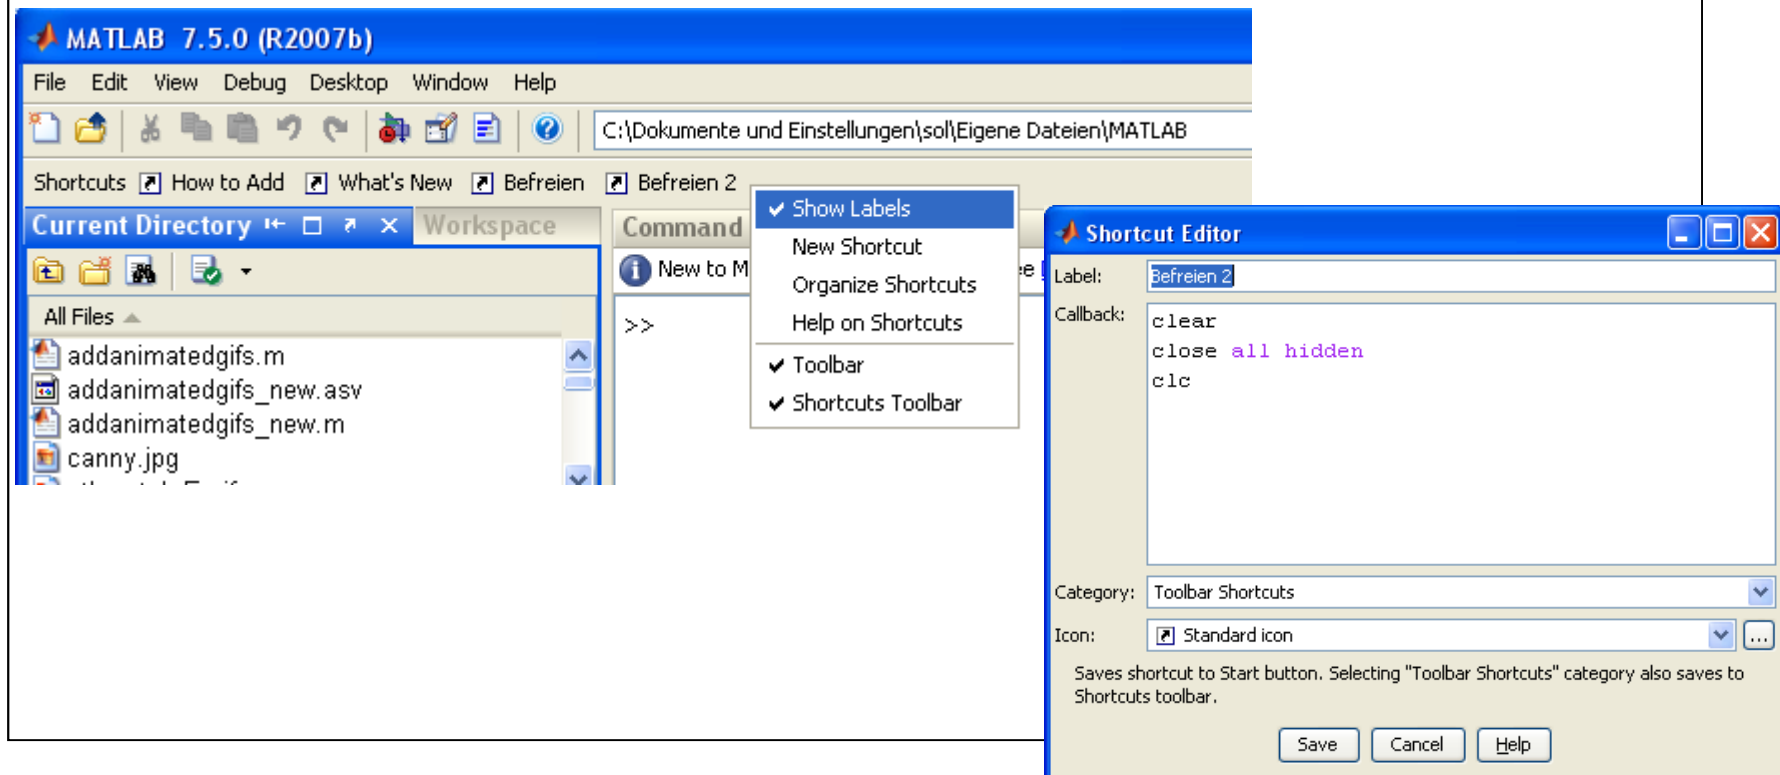 MATLAB 7.5.0 (R2007b)
File Edit View Debug Desktop Window Help
C:\Dokumente und Einstellungen\sol\Eigene Dateien\MATLAB
Shortcuts How to Add What's New Befreien Befreien 2
Current Directory Workspace
All Files
addanimatedgifs.m
addanimatedgifs_new.asv
addanimatedgifs_new.m
canny.jpg
Command
New to M
>>
Show Labels
New Shortcut
Organize Shortcuts
Help on Shortcuts
Toolbar
Shortcuts Toolbar
Shortcut Editor
Label: Befreien 2
Callback: clear
close all hidden
clc
Category: Toolbar Shortcuts
Icon: Standard icon ...
Saves shortcut to Start button. Selecting "Toolbar Shortcuts" category also saves to
Shortcuts toolbar.
Save Cancel Help